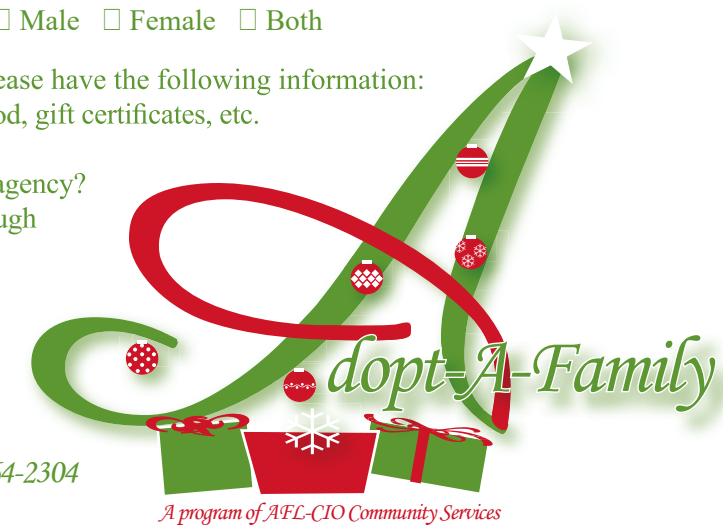 Male Female Both
ease have the following information:
od, gift certificates, etc.
agency?
ugh
Adopt-A-Family
54-2304
A program of AFL-CIO Community Services